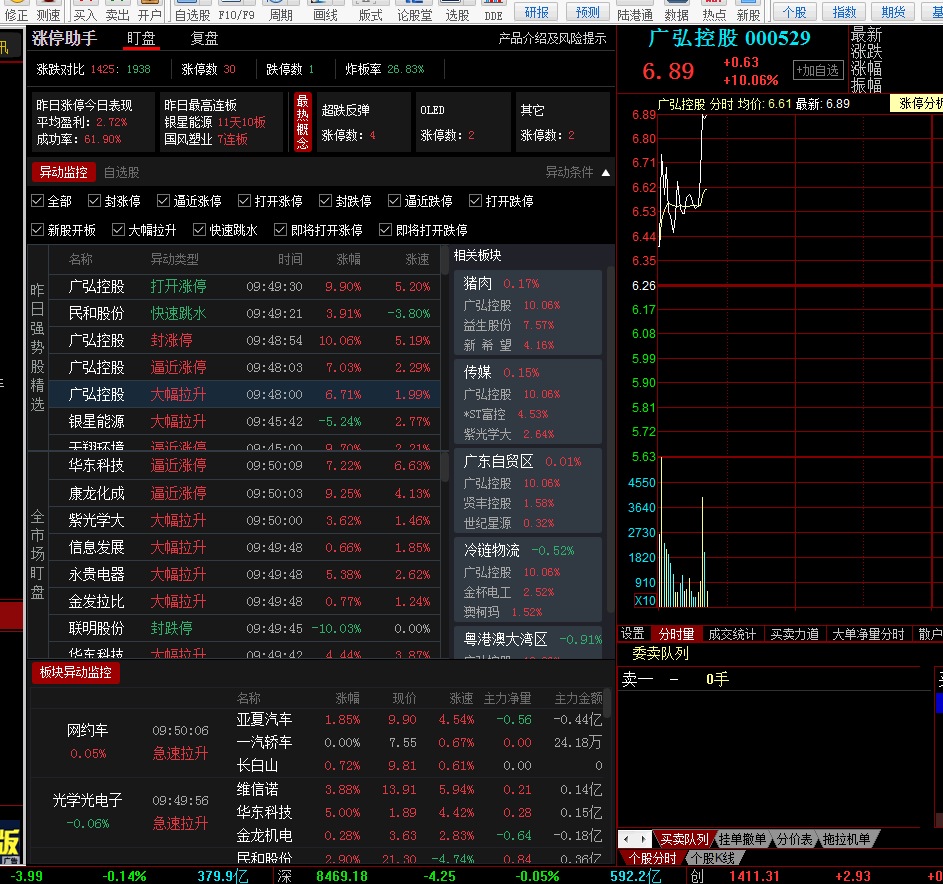 修正 测速 买入 卖出 开户 自选股 F10/F9 周期 画线 版式 论股堂 选股 DDE 研报 预测 陆港通 数据 热点 新股 个股 指数 期货
涨停助手 盯盘 复盘 产品介绍及风险提示
涨跌对比 1425: 1938 涨停数 30 跌停数 1 炸板率 26.83%
昨日涨停今日表现
平均盈利: 2.72%
成功率: 61.90%
昨日最高连板
银星能源 11天10板
国风塑业 7连板
最热概念
超跌反弹
涨停数: 4
OLED
涨停数: 2
其它
涨停数: 2
异动监控 自选股 异动条件
全部 封涨停 逼近涨停 打开涨停 封跌停 逼近跌停 打开跌停
新股开板 大幅拉升 快速跳水 即将打开涨停 即将打开跌停
昨日强势股精选
名称 异动类型 时间 涨幅 涨速
广弘控股 打开涨停 09:49:30 9.90% 5.20%
民和股份 快速跳水 09:49:21 3.91% -3.80%
广弘控股 封涨停 09:48:54 10.06% 5.19%
广弘控股 逼近涨停 09:48:03 7.03% 2.29%
广弘控股 大幅拉升 09:48:00 6.71% 1.99%
银星能源 大幅拉升 09:45:42 -5.24% 2.77%
天翔环境 逼近涨停 09:45:00 9.70% 2.21%
全市场盯盘
华东科技 逼近涨停 09:50:09 7.22% 6.63%
康龙化成 逼近涨停 09:50:03 9.25% 4.13%
紫光学大 大幅拉升 09:50:00 3.62% 1.46%
信息发展 大幅拉升 09:49:48 0.66% 1.85%
永贵电器 大幅拉升 09:49:48 5.38% 2.62%
金发拉比 大幅拉升 09:49:48 0.77% 1.24%
联明股份 封跌停 09:49:45 -10.03% 0.00%
华东科技 大幅拉升 09:49:42 4.44% 3.87%
相关板块
猪肉 0.17%
广弘控股 10.06%
益生股份 7.57%
新 希 望 4.16%
传媒 0.15%
广弘控股 10.06%
*ST富控 4.53%
紫光学大 2.64%
广东自贸区 0.01%
广弘控股 10.06%
贤丰控股 1.58%
世纪星源 0.32%
冷链物流 -0.52%
广弘控股 10.06%
金杯电工 2.52%
澳柯玛 1.52%
粤港澳大湾区 -0.91%
广弘控股 10.06%
板块异动监控
名称 涨幅 现价 涨速 主力净量 主力金额
网约车 09:50:06
0.05% 急速拉升
亚夏汽车 1.85% 9.90 4.54% -0.56 -0.44亿
一汽轿车 0.00% 7.55 0.67% 0.00 24.18万
长白山 0.72% 9.81 0.61% 0.00 0
光学光电子 09:49:56
-0.06% 急速拉升
维信诺 3.88% 13.91 5.94% 0.21 0.14亿
华东科技 5.00% 1.89 4.42% 0.28 0.15亿
金龙机电 0.28% 3.63 2.83% -0.64 -0.18亿
民和股份 2.90% 21.30 -4.74% 0.84 0.36亿
广弘控股 000529
6.89 +0.63
+10.06% +加自选
最新
涨跌
涨幅
振幅
广弘控股 分时 均价: 6.61 最新: 6.89 涨停分析
6.89
6.80
6.71
6.62
6.53
6.44
6.35
6.26
6.17
6.08
5.99
5.90
5.81
5.72
5.63
4550
3640
2730
1820
910
X10
设置 分时量 成交统计 买卖力道 大单净量分时 散户
委卖队列
卖一 - 0手
买卖队列 挂单撤单 分价表 拖拉机单
个股分时 个股K线
版
广告
-3.99 -0.14% 379.9亿 深 8469.18 -4.25 -0.05% 592.2亿 创 1411.31 +2.93 +0